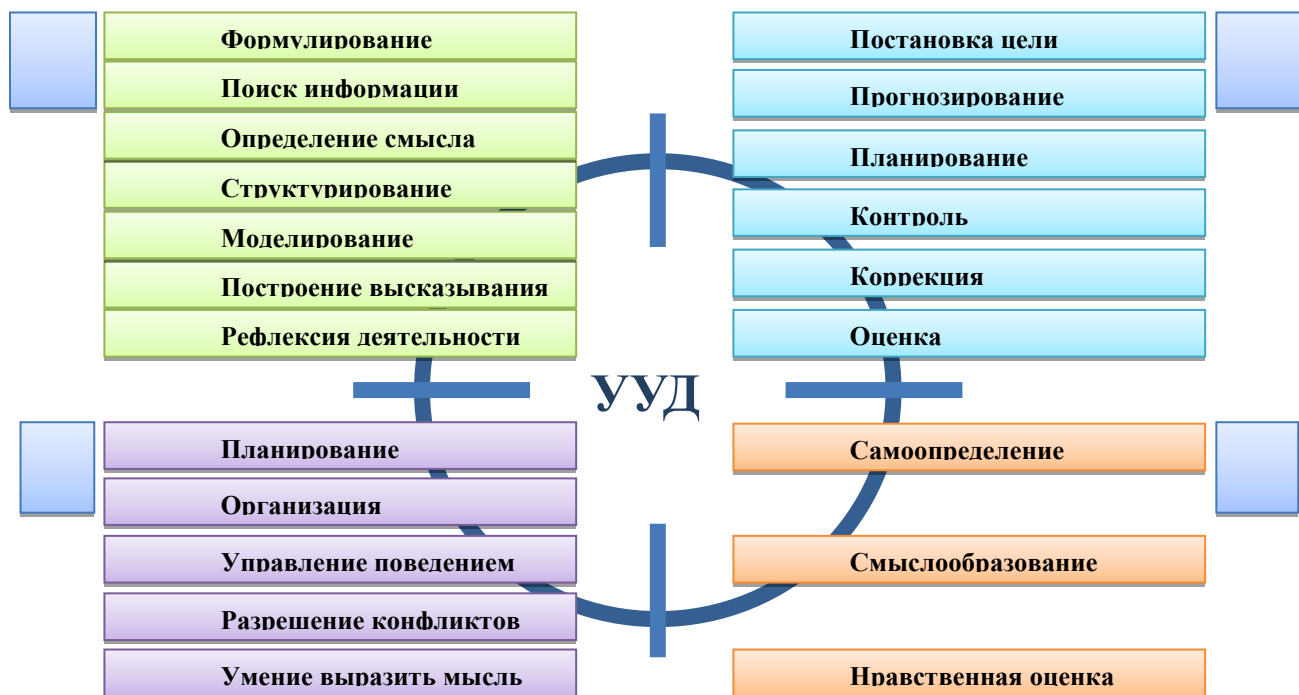 Формулирование
Поиск информации
Определение смысла
Структурирование
Моделирование
Построение высказывания
Рефлексия деятельности
Постановка цели
Прогнозирование
Планирование
Контроль
Коррекция
Оценка
УУД
Планирование
Организация
Управление поведением
Разрешение конфликтов
Умение выразить мысль
Самоопределение
Смыслообразование
Нравственная оценка